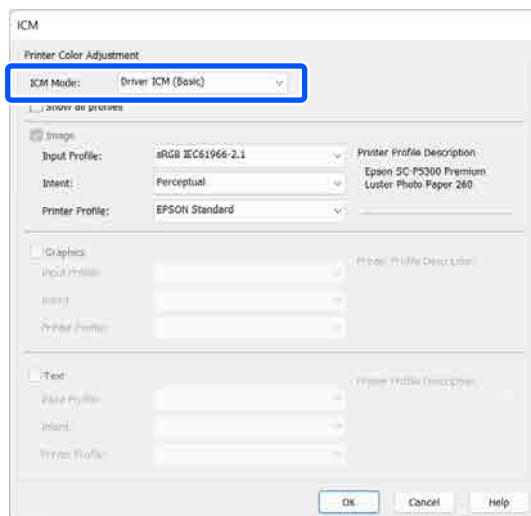 ICM
Printer Color Adjustment
ICM Mode: Driver ICM (Basic)
Show all profiles
Image
Input Profile: sRGB IEC61966-2.1
Printer Profile Description
Intent: Perceptual
Epson SC-P5300 Premium
Luster Photo Paper 260
Printer Profile: EPSON Standard
Graphics
Printer Profile Description
Input Profile:
Intent:
Printer Profile:
Text
Printer Profile Description
Input Profile:
Intent:
Printer Profile:
OK Cancel Help